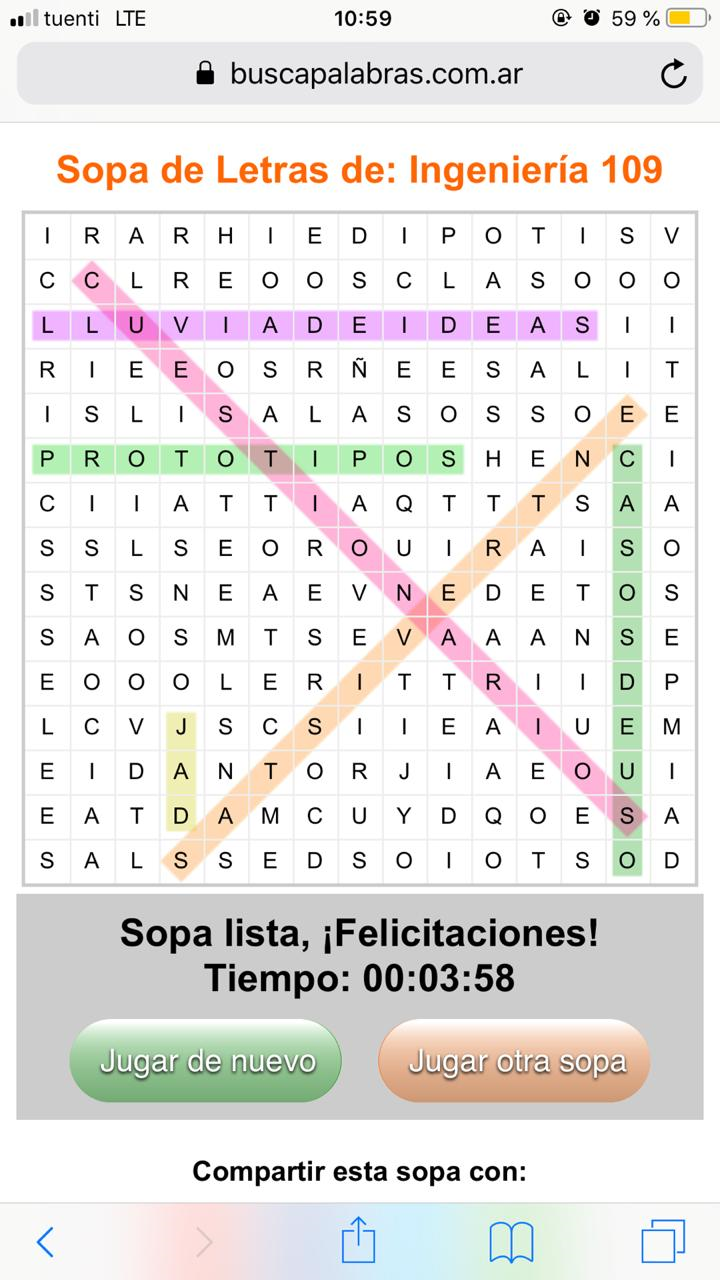 tuenti LTE 10:59 59 %
buscapalabras.com.ar
Sopa de Letras de: Ingeniería 109
I R A R H I E D I P O T I S V
C C L R E O O S C L A S O O O
L L U V I A D E I D E A S I I
R I E E O S R Ñ E E S A L I T
I S L I S A L A S O S S O E E
P R O T O T I P O S H E N C I
C I I A T T I A Q T T T S A A
S S L S E O R O U I R A I S O
S T S N E A E V N E D E T O S
S A O S M T S E V A A A N S E
E O O O L E R I T T R I I D P
L C V J S C S I I E A I U E M
E I D A N T O R J I A E O U I
E A T D A M C U Y D Q O E S A
S A L S S E D S O I O T S O D
Sopa lista, ¡Felicitaciones!
Tiempo: 00:03:58
Jugar de nuevo Jugar otra sopa
Compartir esta sopa con: